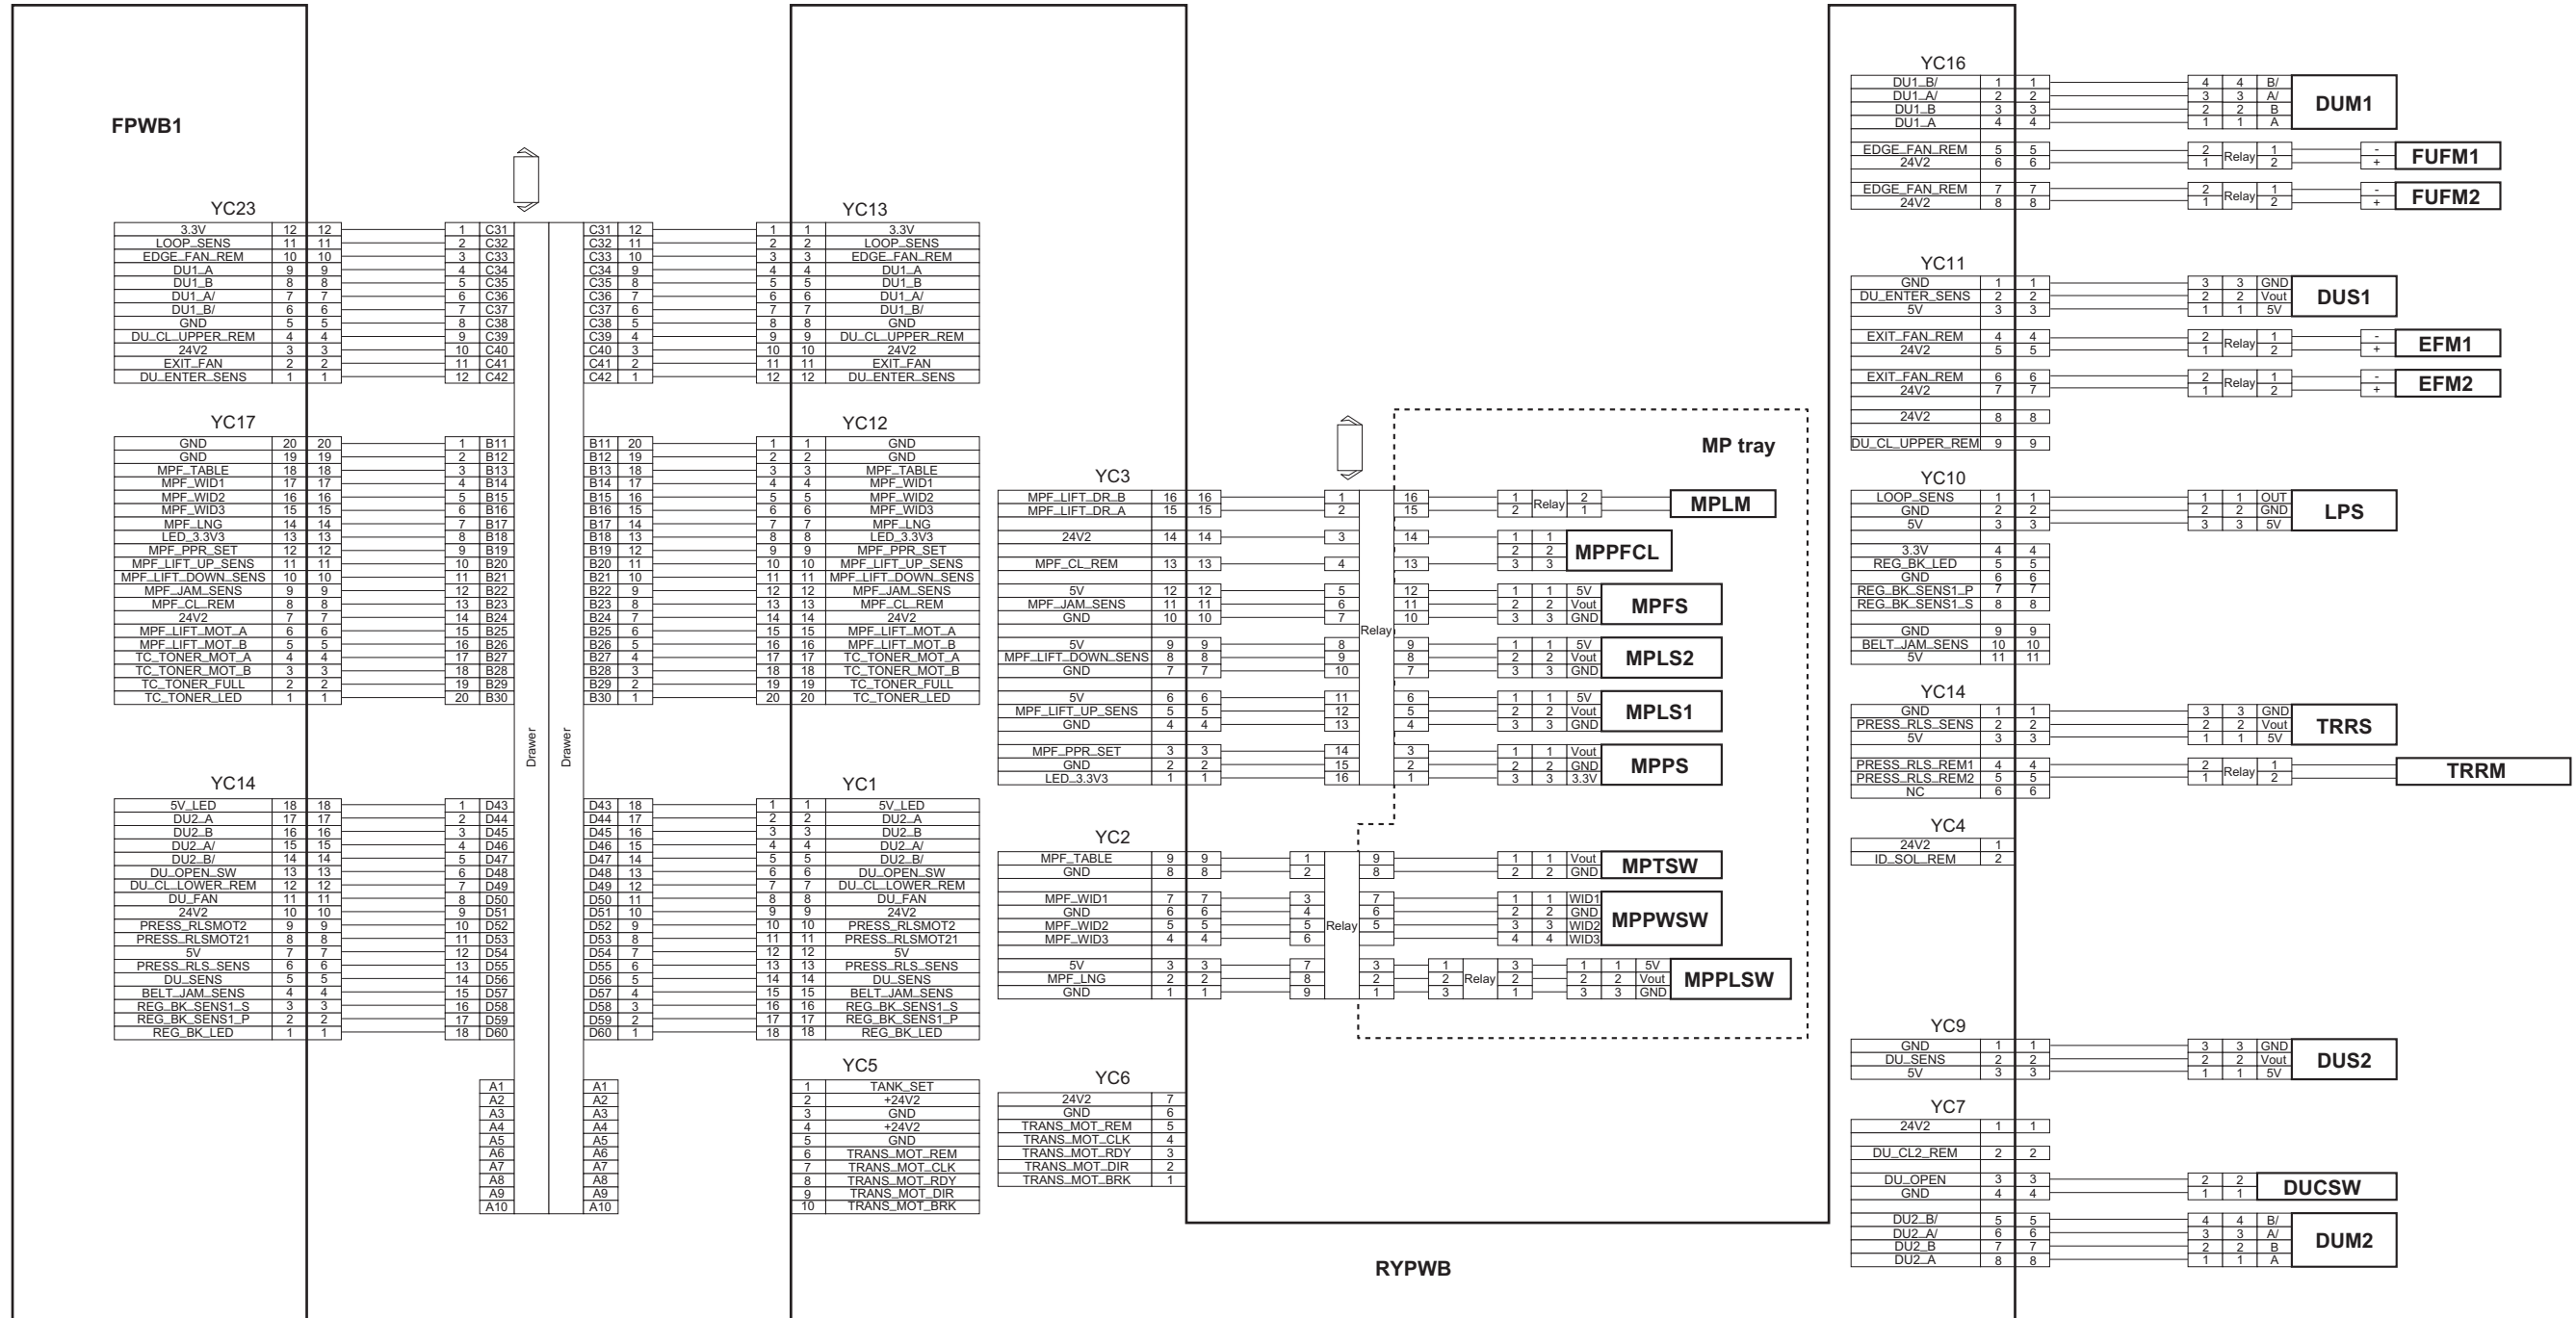 FPWB1
YC23
3.3V 12 12 1 C31
LOOP_SENS 11 11 2 C32
EDGE_FAN_REM 10 10 3 C33
DU1_A 9 9 4 C34
DU1_B 8 8 5 C35
DU1_A/ 7 7 6 C36
DU1_B/ 6 6 7 C37
GND 5 5 8 C38
DU_CL_UPPER_REM 4 4 9 C39
24V2 3 3 10 C40
EXIT_FAN 2 2 11 C41
DU_ENTER_SENS 1 1 12 C42
YC17
GND 20 20 1 B11
GND 19 19 2 B12
MPF_TABLE 18 18 3 B13
MPF_WID1 17 17 4 B14
MPF_WID2 16 16 5 B15
MPF_WID3 15 15 6 B16
MPF_LNG 14 14 7 B17
LED_3.3V3 13 13 8 B18
MPF_PPR_SET 12 12 9 B19
MPF_LIFT_UP_SENS 11 11 10 B20
MPF_LIFT_DOWN_SENS 10 10 11 B21
MPF_JAM_SENS 9 9 12 B22
MPF_CL_REM 8 8 13 B23
24V2 7 7 14 B24
MPF_LIFT_MOT_A 6 6 15 B25
MPF_LIFT_MOT_B 5 5 16 B26
TC_TONER_MOT_A 4 4 17 B27
TC_TONER_MOT_B 3 3 18 B28
TC_TONER_FULL 2 2 19 B29
TC_TONER_LED 1 1 20 B30
YC14
5V_LED 18 18 1 D43
DU2_A 17 17 2 D44
DU2_B 16 16 3 D45
DU2_A/ 15 15 4 D46
DU2_B/ 14 14 5 D47
DU_OPEN_SW 13 13 6 D48
DU_CL_LOWER_REM 12 12 7 D49
DU_FAN 11 11 8 D50
24V2 10 10 9 D51
PRESS_RLSMOT2 9 9 10 D52
PRESS_RLSMOT21 8 8 11 D53
5V 7 7 12 D54
PRESS_RLS_SENS 6 6 13 D55
DU_SENS 5 5 14 D56
BELT_JAM_SENS 4 4 15 D57
REG_BK_SENS1_S 3 3 16 D58
REG_BK_SENS1_P 2 2 17 D59
REG_BK_LED 1 1 18 D60
A1
A2
A3
A4
A5
A6
A7
A8
A9
A10
Drawer
Drawer
YC13
C31 12 1 1 3.3V
C32 11 2 2 LOOP_SENS
C33 10 3 3 EDGE_FAN_REM
C34 9 4 4 DU1_A
C35 8 5 5 DU1_B
C36 7 6 6 DU1_A/
C37 6 7 7 DU1_B/
C38 5 8 8 GND
C39 4 9 9 DU_CL_UPPER_REM
C40 3 10 10 24V2
C41 2 11 11 EXIT_FAN
C42 1 12 12 DU_ENTER_SENS
YC12
B11 20 1 1 GND
B12 19 2 2 GND
B13 18 3 3 MPF_TABLE
B14 17 4 4 MPF_WID1
B15 16 5 5 MPF_WID2
B16 15 6 6 MPF_WID3
B17 14 7 7 MPF_LNG
B18 13 8 8 LED_3.3V3
B19 12 9 9 MPF_PPR_SET
B20 11 10 10 MPF_LIFT_UP_SENS
B21 10 11 11 MPF_LIFT_DOWN_SENS
B22 9 12 12 MPF_JAM_SENS
B23 8 13 13 MPF_CL_REM
B24 7 14 14 24V2
B25 6 15 15 MPF_LIFT_MOT_A
B26 5 16 16 MPF_LIFT_MOT_B
B27 4 17 17 TC_TONER_MOT_A
B28 3 18 18 TC_TONER_MOT_B
B29 2 19 19 TC_TONER_FULL
B30 1 20 20 TC_TONER_LED
YC1
D43 18 1 1 5V_LED
D44 17 2 2 DU2_A
D45 16 3 3 DU2_B
D46 15 4 4 DU2_A/
D47 14 5 5 DU2_B/
D48 13 6 6 DU_OPEN_SW
D49 12 7 7 DU_CL_LOWER_REM
D50 11 8 8 DU_FAN
D51 10 9 9 24V2
D52 9 10 10 PRESS_RLSMOT2
D53 8 11 11 PRESS_RLSMOT21
D54 7 12 12 5V
D55 6 13 13 PRESS_RLS_SENS
D56 5 14 14 DU_SENS
D57 4 15 15 BELT_JAM_SENS
D58 3 16 16 REG_BK_SENS1_S
D59 2 17 17 REG_BK_SENS1_P
D60 1 18 18 REG_BK_LED
YC5
A1 1 TANK_SET
A2 2 +24V2
A3 3 GND
A4 4 +24V2
A5 5 GND
A6 6 TRANS_MOT_REM
A7 7 TRANS_MOT_CLK
A8 8 TRANS_MOT_RDY
A9 9 TRANS_MOT_DIR
A10 10 TRANS_MOT_BRK
MP tray
YC3
MPF_LIFT_DR_B 16 16 1 16 1 Relay 2 MPLM
MPF_LIFT_DR_A 15 15 2 15 2 1
24V2 14 14 3 14 1 1 MPPFCL
2 2
MPF_CL_REM 13 13 4 13 3 3
5V 12 12 5 12 1 1 5V
MPF_JAM_SENS 11 11 6 11 2 2 Vout MPFS
GND 10 10 7 10 3 3 GND
Relay
5V 9 9 8 9 1 1 5V
MPF_LIFT_DOWN_SENS 8 8 9 8 2 2 Vout MPLS2
GND 7 7 10 7 3 3 GND
5V 6 6 11 6 1 1 5V
MPF_LIFT_UP_SENS 5 5 12 5 2 2 Vout MPLS1
GND 4 4 13 4 3 3 GND
MPF_PPR_SET 3 3 14 3 1 1 Vout
GND 2 2 15 2 2 2 GND MPPS
LED_3.3V3 1 1 16 1 3 3 3.3V
YC2
MPF_TABLE 9 9 1 9 1 1 Vout MPTSW
GND 8 8 2 8 2 2 GND
MPF_WID1 7 7 3 7 1 1 WID1
GND 6 6 4 6 2 2 GND MPPWSW
MPF_WID2 5 5 5 Relay 5 3 3 WID2
MPF_WID3 4 4 6 4 4 WID3
5V 3 3 7 3 1 3 1 1 5V
MPF_LNG 2 2 8 2 2 Relay 2 2 2 Vout MPPLSW
GND 1 1 9 1 3 1 3 3 GND
YC6
24V2 7
GND 6
TRANS_MOT_REM 5
TRANS_MOT_CLK 4
TRANS_MOT_RDY 3
TRANS_MOT_DIR 2
TRANS_MOT_BRK 1
RYPWB
YC16
DU1_B/ 1 1 4 4 B/
DU1_A/ 2 2 3 3 A/ DUM1
DU1_B 3 3 2 2 B
DU1_A 4 4 1 1 A
EDGE_FAN_REM 5 5 2 Relay 1 - FUFM1
24V2 6 6 1 2 +
EDGE_FAN_REM 7 7 2 Relay 1 - FUFM2
24V2 8 8 1 2 +
YC11
GND 1 1 3 3 GND
DU_ENTER_SENS 2 2 2 2 Vout DUS1
5V 3 3 1 1 5V
EXIT_FAN_REM 4 4 2 Relay 1 - EFM1
24V2 5 5 1 2 +
EXIT_FAN_REM 6 6 2 Relay 1 - EFM2
24V2 7 7 1 2 +
24V2 8 8
DU_CL_UPPER_REM 9 9
YC10
LOOP_SENS 1 1 1 1 OUT
GND 2 2 2 2 GND LPS
5V 3 3 3 3 5V
3.3V 4 4
REG_BK_LED 5 5
GND 6 6
REG_BK_SENS1_P 7 7
REG_BK_SENS1_S 8 8
GND 9 9
BELT_JAM_SENS 10 10
5V 11 11
YC14
GND 1 1 3 3 GND
PRESS_RLS_SENS 2 2 2 2 Vout TRRS
5V 3 3 1 1 5V
PRESS_RLS_REM1 4 4 2 Relay 1 TRRM
PRESS_RLS_REM2 5 5 1 2
NC 6 6
YC4
24V2 1
ID_SOL_REM 2
YC9
GND 1 1 3 3 GND
DU_SENS 2 2 2 2 Vout DUS2
5V 3 3 1 1 5V
YC7
24V2 1 1
DU_CL2_REM 2 2
DU_OPEN 3 3 2 2 DUCSW
GND 4 4 1 1
DU2_B/ 5 5 4 4 B/
DU2_A/ 6 6 3 3 A/ DUM2
DU2_B 7 7 2 2 B
DU2_A 8 8 1 1 A